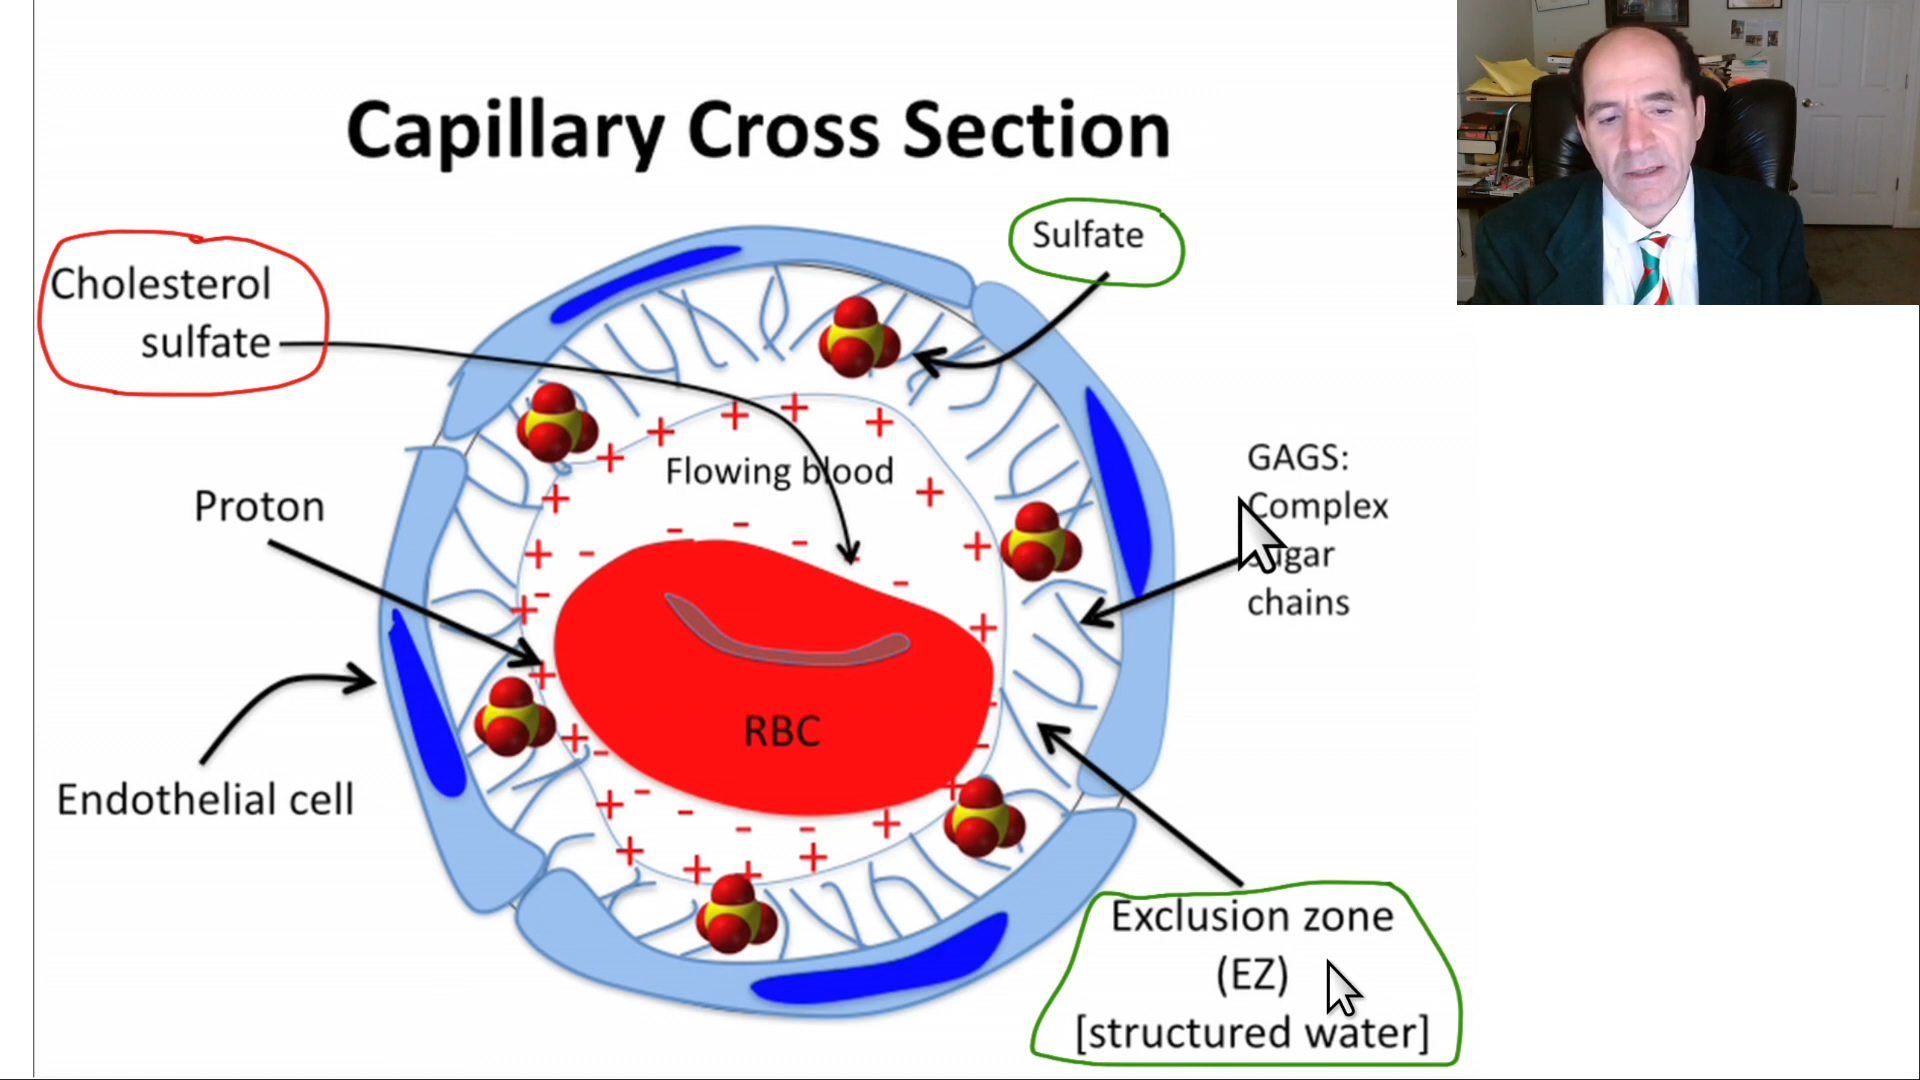 Capillary Cross Section
Sulfate
Cholesterol
sulfate
GAGS:
Complex
sugar
chains
Flowing blood
Proton
RBC
Endothelial cell
Exclusion zone
(EZ)
[structured water]